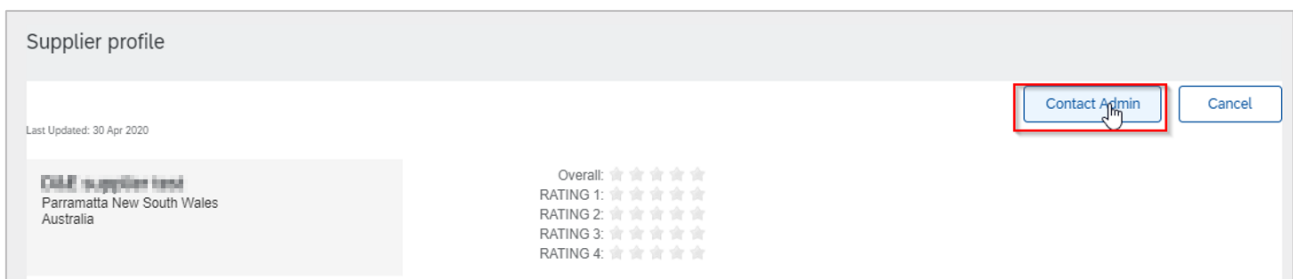 Supplier profile
Contact Admin
Cancel
Last Updated: 30 Apr 2020
Parramatta New South Wales
Australia
Overall:
RATING 1:
RATING 2:
RATING 3:
RATING 4: